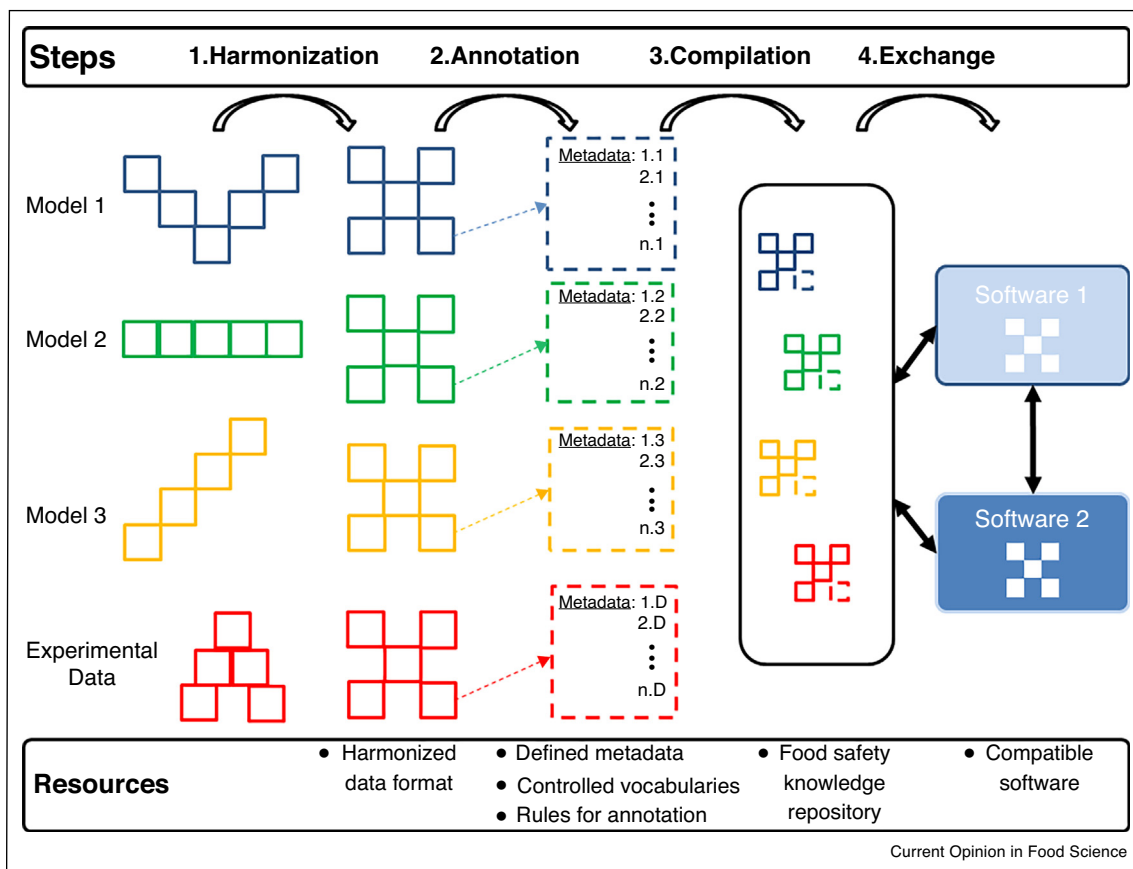 Steps 1.Harmonization 2.Annotation 3.Compilation 4.Exchange
Model 1
Metadata: 1.1
2.1
n.1
Model 2
Metadata: 1.2
2.2
n.2
Model 3
Metadata: 1.3
2.3
n.3
Experimental
Data
Metadata: 1.D
2.D
n.D
Software 1
Software 2
Resources
• Harmonized
data format
• Defined metadata
• Controlled vocabularies
• Rules for annotation
• Food safety
knowledge
repository
• Compatible
software
Current Opinion in Food Science